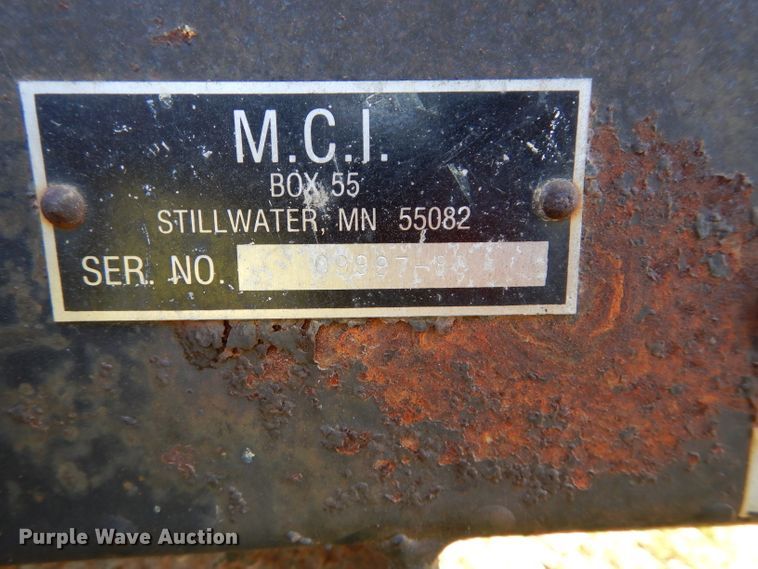 M.C.I.
BOX 55
STILLWATER, MN 55082
SER. NO.
Purple Wave Auction